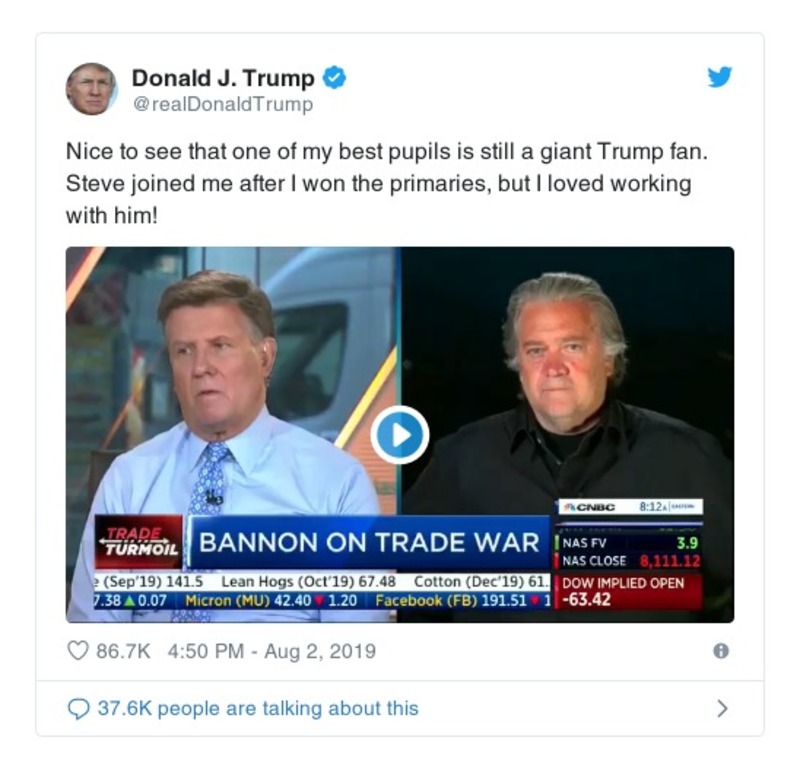 Donald J. Trump
@realDonaldTrump
Nice to see that one of my best pupils is still a giant Trump fan.
Steve joined me after I won the primaries, but I loved working
with him!
CNBC 8:12A EASTERN
TRADE
TURMOIL
BANNON ON TRADE WAR
NAS FV 3.9
NAS CLOSE 8,111.12
DOW IMPLIED OPEN
-63.42
(Sep'19) 141.5 Lean Hogs (Oct'19) 67.48 Cotton (Dec'19) 61.
7.38 ▲ 0.07 Micron (MU) 42.40 ▼ 1.20 Facebook (FB) 191.51 ▼ 1
86.7K 4:50 PM - Aug 2, 2019
37.6K people are talking about this